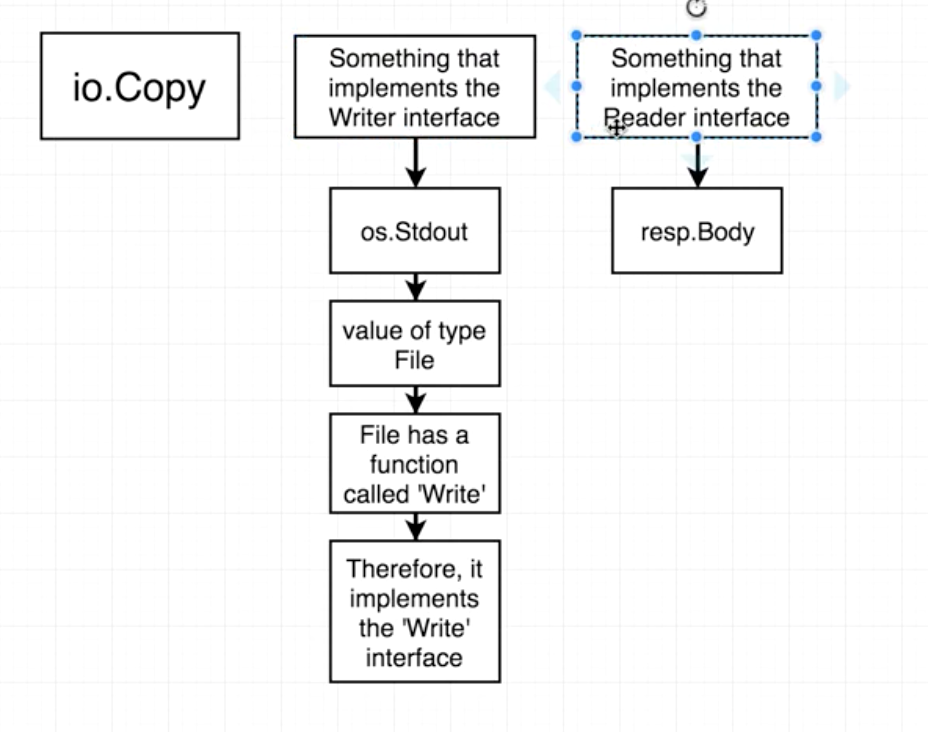 io.Copy
Something that
implements the
Writer interface
Something that
implements the
Reader interface
os.Stdout
resp.Body
value of type
File
File has a
function
called 'Write'
Therefore, it
implements
the 'Write'
interface